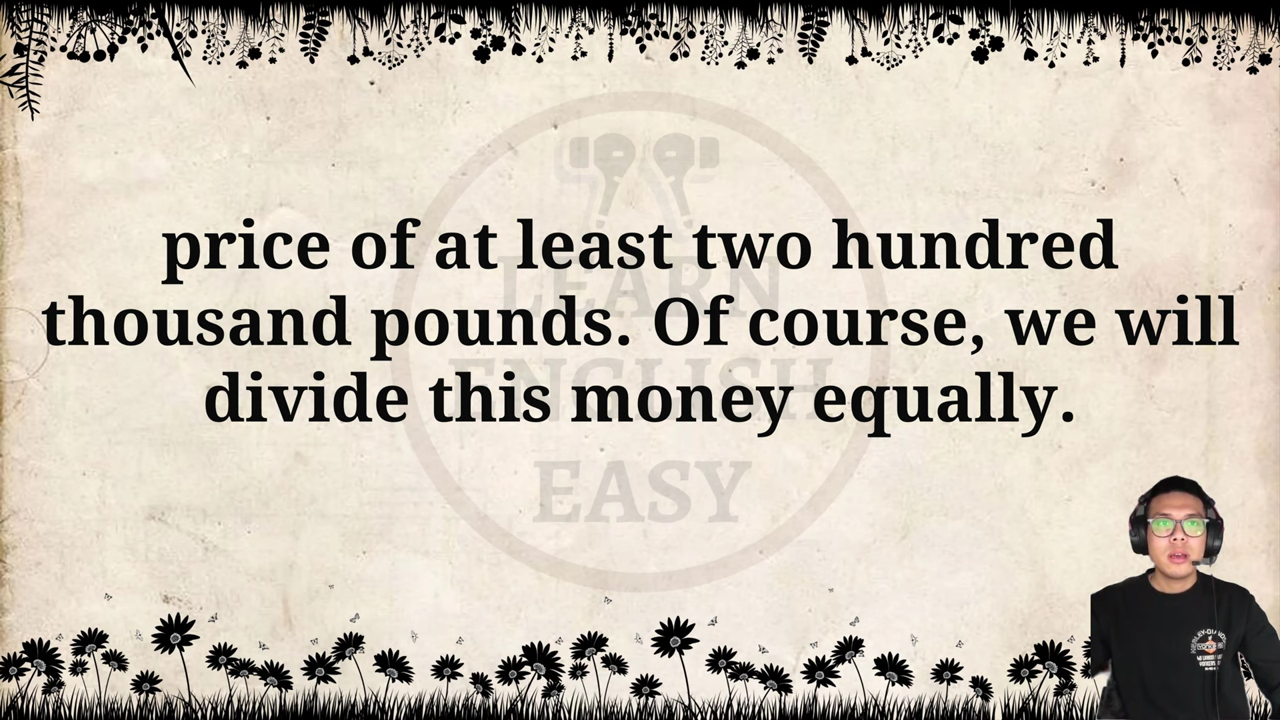 price of at least two hundred
thousand pounds. Of course, we will
divide this money equally.
LEARN
ENGLISH
EASY